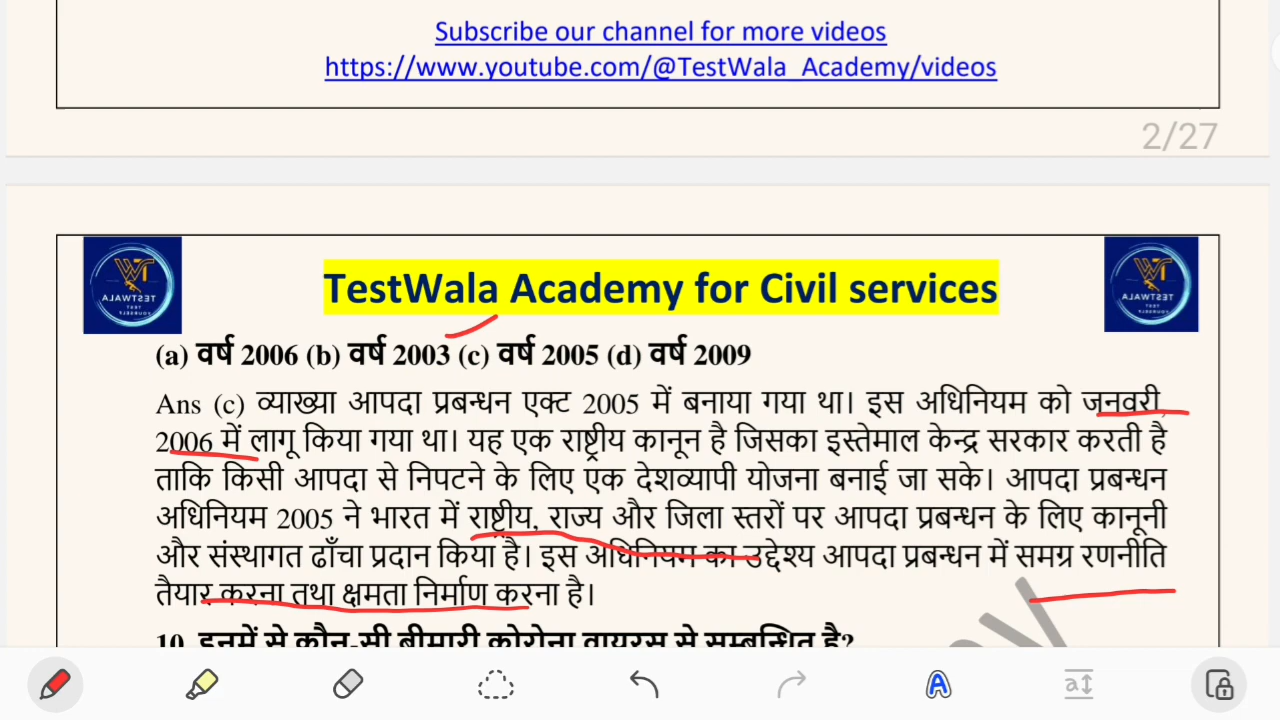 Subscribe our channel for more videos
https://www.youtube.com/@TestWala_Academy/videos
2/27
TestWala Academy for Civil services
(a) वर्ष 2006 (b) वर्ष 2003 (c) वर्ष 2005 (d) वर्ष 2009
Ans (c) व्याख्या आपदा प्रबन्धन एक्ट 2005 में बनाया गया था। इस अधिनियम को जनवरी,
2006 में लागू किया गया था। यह एक राष्ट्रीय कानून है जिसका इस्तेमाल केन्द्र सरकार करती है
ताकि किसी आपदा से निपटने के लिए एक देशव्यापी योजना बनाई जा सके। आपदा प्रबन्धन
अधिनियम 2005 ने भारत में राष्ट्रीय, राज्य और जिला स्तरों पर आपदा प्रबन्धन के लिए कानूनी
और संस्थागत ढाँचा प्रदान किया है। इस अधिनियम का उद्देश्य आपदा प्रबन्धन में समग्र रणनीति
तैयार करना तथा क्षमता निर्माण करना है।
10. इनमें से कौन-सी बीमारी कोरोना वायरस से सम्बन्धित है?